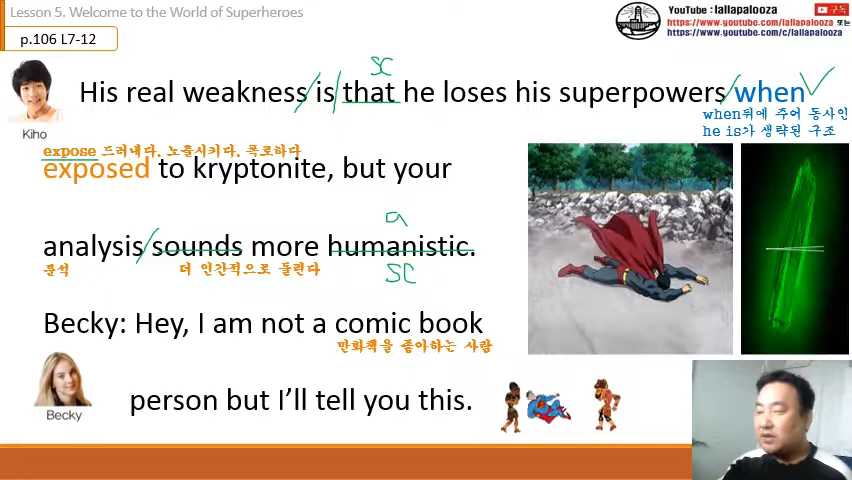 Lesson 5. Welcome to the World of Superheroes
YouTube : lallapalooza 구독
https://www.youtube.com/lallapalooza 또는
https://www.youtube.com/c/lallapalooza
p.106 L7-12
SC
His real weakness is that he loses his superpowers when
when뒤에 주어 동사인
he is가 생략된 구조
Kiho
expose 드러내다. 노출시키다. 폭로하다
exposed to kryptonite, but your
a
analysis sounds more humanistic.
분석 더 인간적으로 들린다
SC
Becky: Hey, I am not a comic book
만화책을 좋아하는 사람
person but I'll tell you this.
Becky